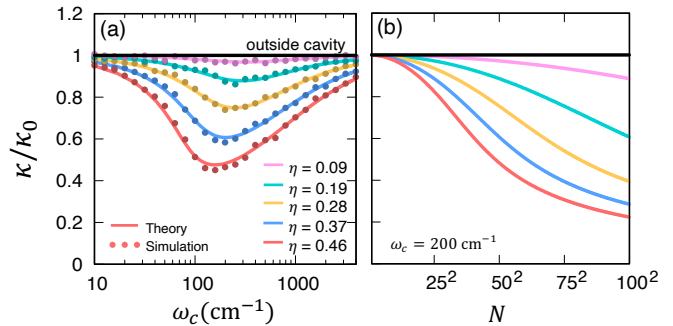 (a)
outside cavity
(b)
1.2
1
0.8
0.6
0.4
0.2
0
κ/κ₀
η = 0.09
η = 0.19
η = 0.28
η = 0.37
η = 0.46
Theory
Simulation
10 100 1000
ω_c(cm⁻¹)
ω_c = 200 cm⁻¹
25² 50² 75² 100²
N